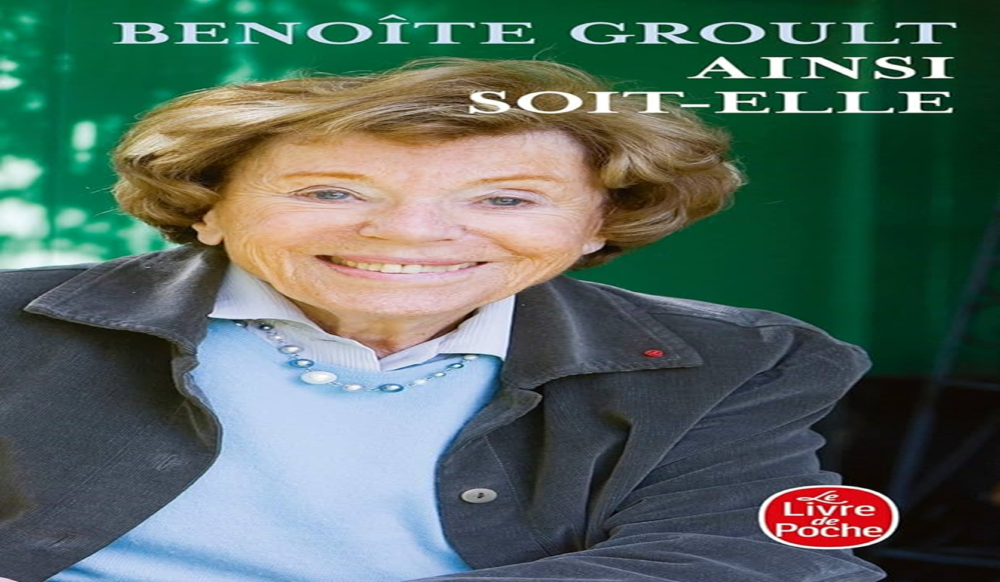 BENOÎTE GROULT
AINSI
SOIT-ELLE
Le
Livre
de
Poche